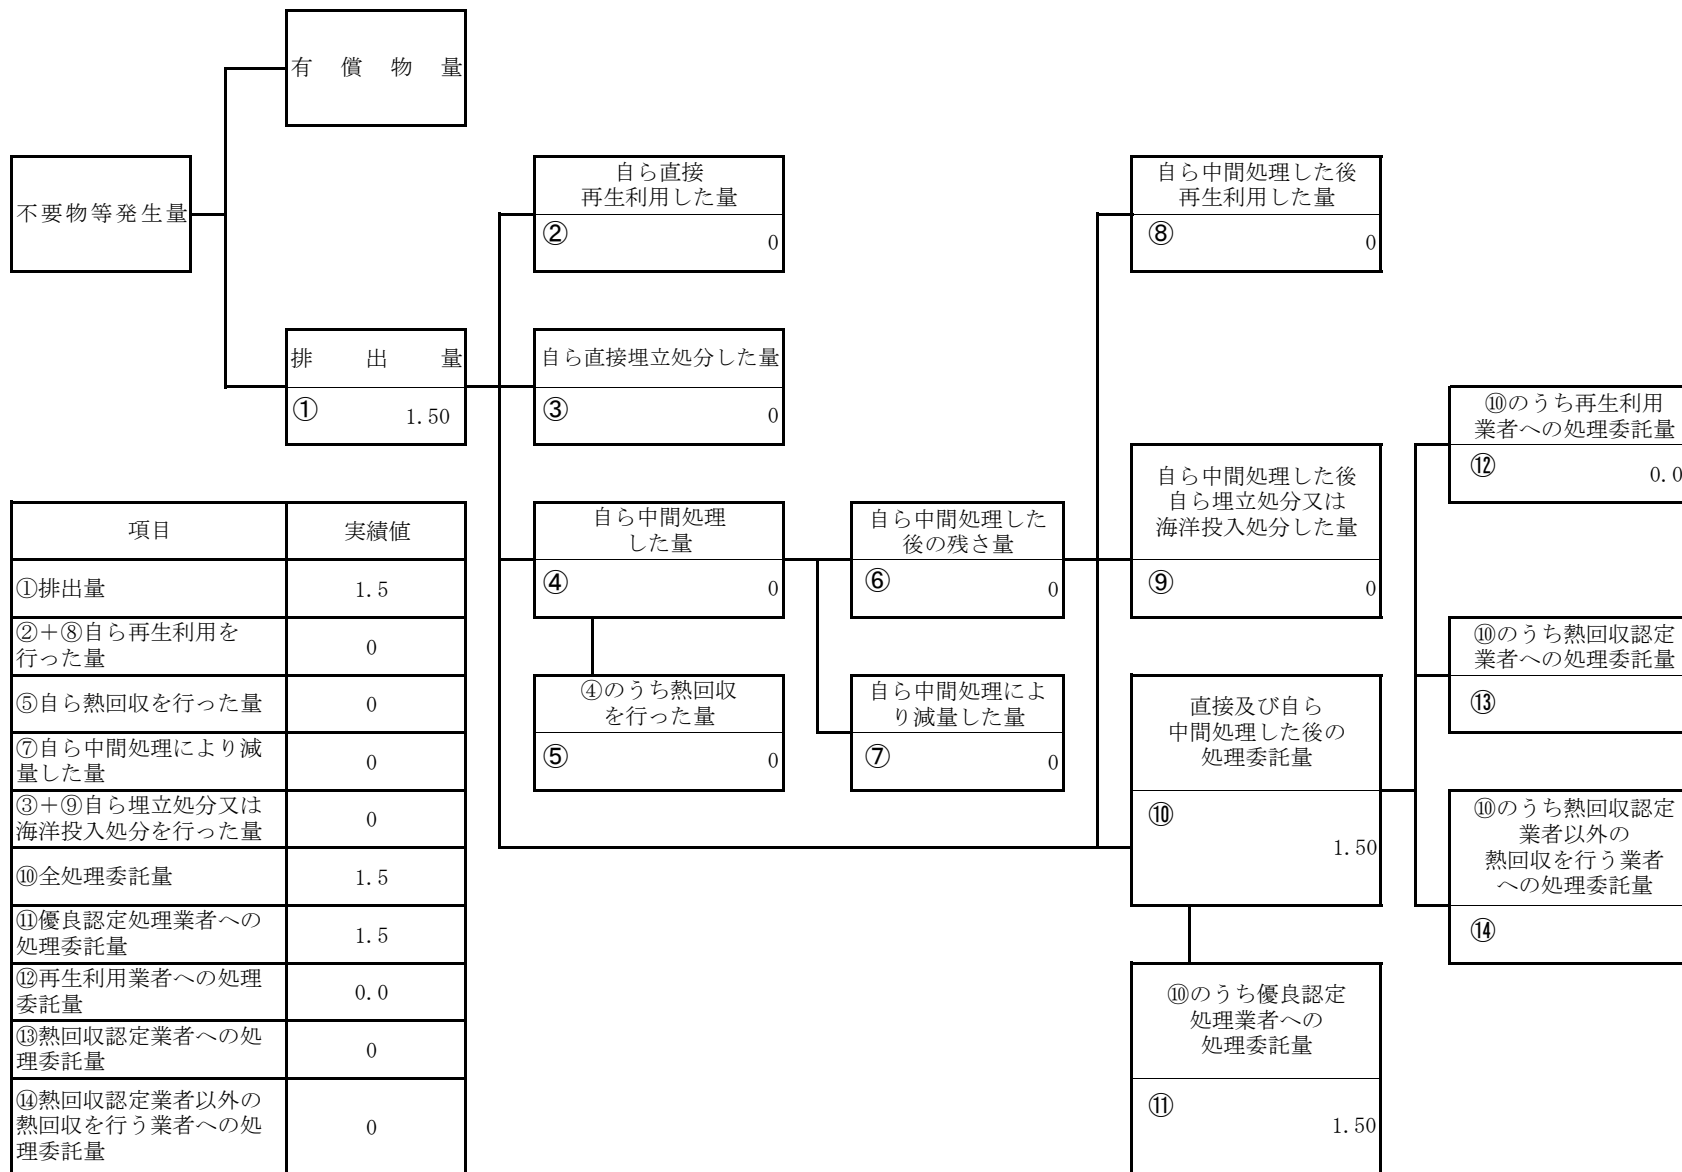 有償物量
不要物等発生量
自ら直接
再生利用した量
② 0
自ら中間処理した後
再生利用した量
⑧ 0
排出量
① 1.50
自ら直接埋立処分した量
③ 0
⑩のうち再生利用
業者への処理委託量
⑫ 0.0
自ら中間処理
した量
④ 0
自ら中間処理した
後の残さ量
⑥ 0
自ら中間処理した後
自ら埋立処分又は
海洋投入処分した量
⑨ 0
④のうち熱回収
を行った量
⑤ 0
自ら中間処理によ
り減量した量
⑦ 0
⑩のうち熱回収認定
業者への処理委託量
⑬
直接及び自ら
中間処理した後の
処理委託量
⑩
1.50
⑩のうち熱回収認定
業者以外の
熱回収を行う業者
への処理委託量
⑭
⑩のうち優良認定
処理業者への
処理委託量
⑪
1.50
項目 実績値
①排出量 1.5
②＋⑧自ら再生利用を
行った量 0
⑤自ら熱回収を行った量 0
⑦自ら中間処理により減
量した量 0
③＋⑨自ら埋立処分又は
海洋投入処分を行った量 0
⑩全処理委託量 1.5
⑪優良認定処理業者への
処理委託量 1.5
⑫再生利用業者への処理
委託量 0.0
⑬熱回収認定業者への処
理委託量 0
⑭熱回収認定業者以外の
熱回収を行う業者への処
理委託量 0